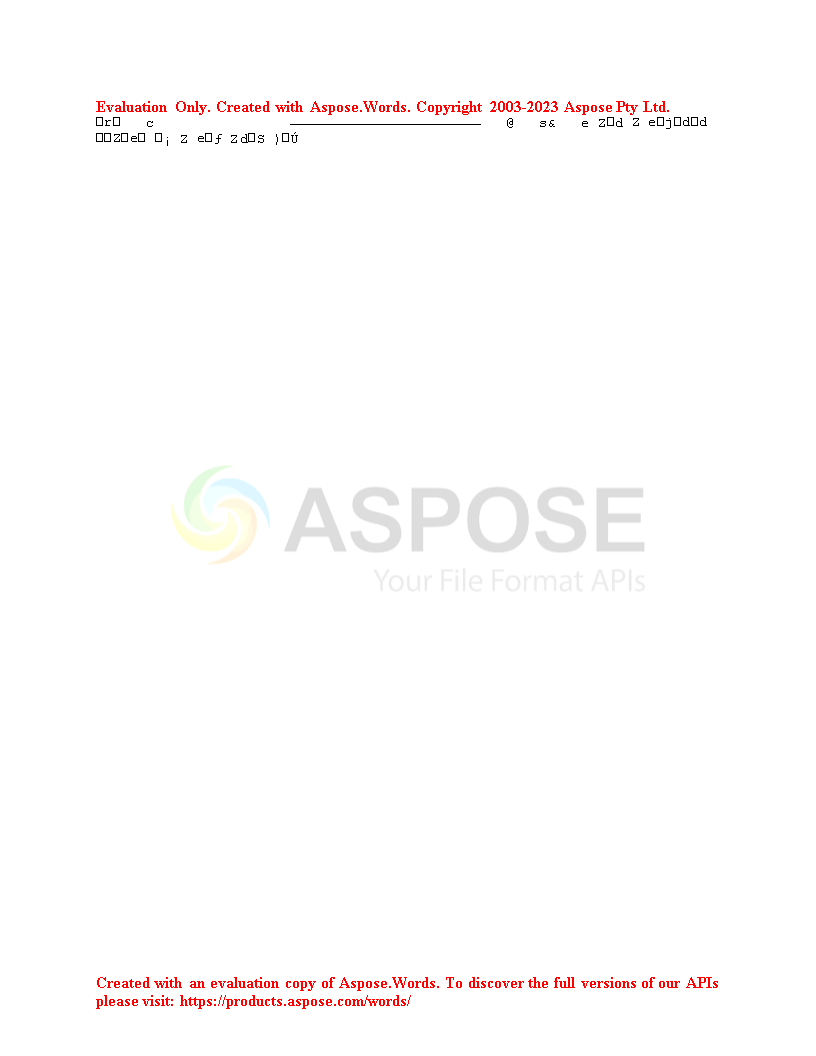 Evaluation Only. Created with Aspose.Words. Copyright 2003-2023 Aspose Pty Ltd.
□r□ c @ s& e Z□d Z e□j□d□d
□□Z□e□ □¡ Z e□ƒ Zd□S )□Ú
ASPOSE
Your File Format APIs
Created with an evaluation copy of Aspose.Words. To discover the full versions of our APIs
please visit: https://products.aspose.com/words/